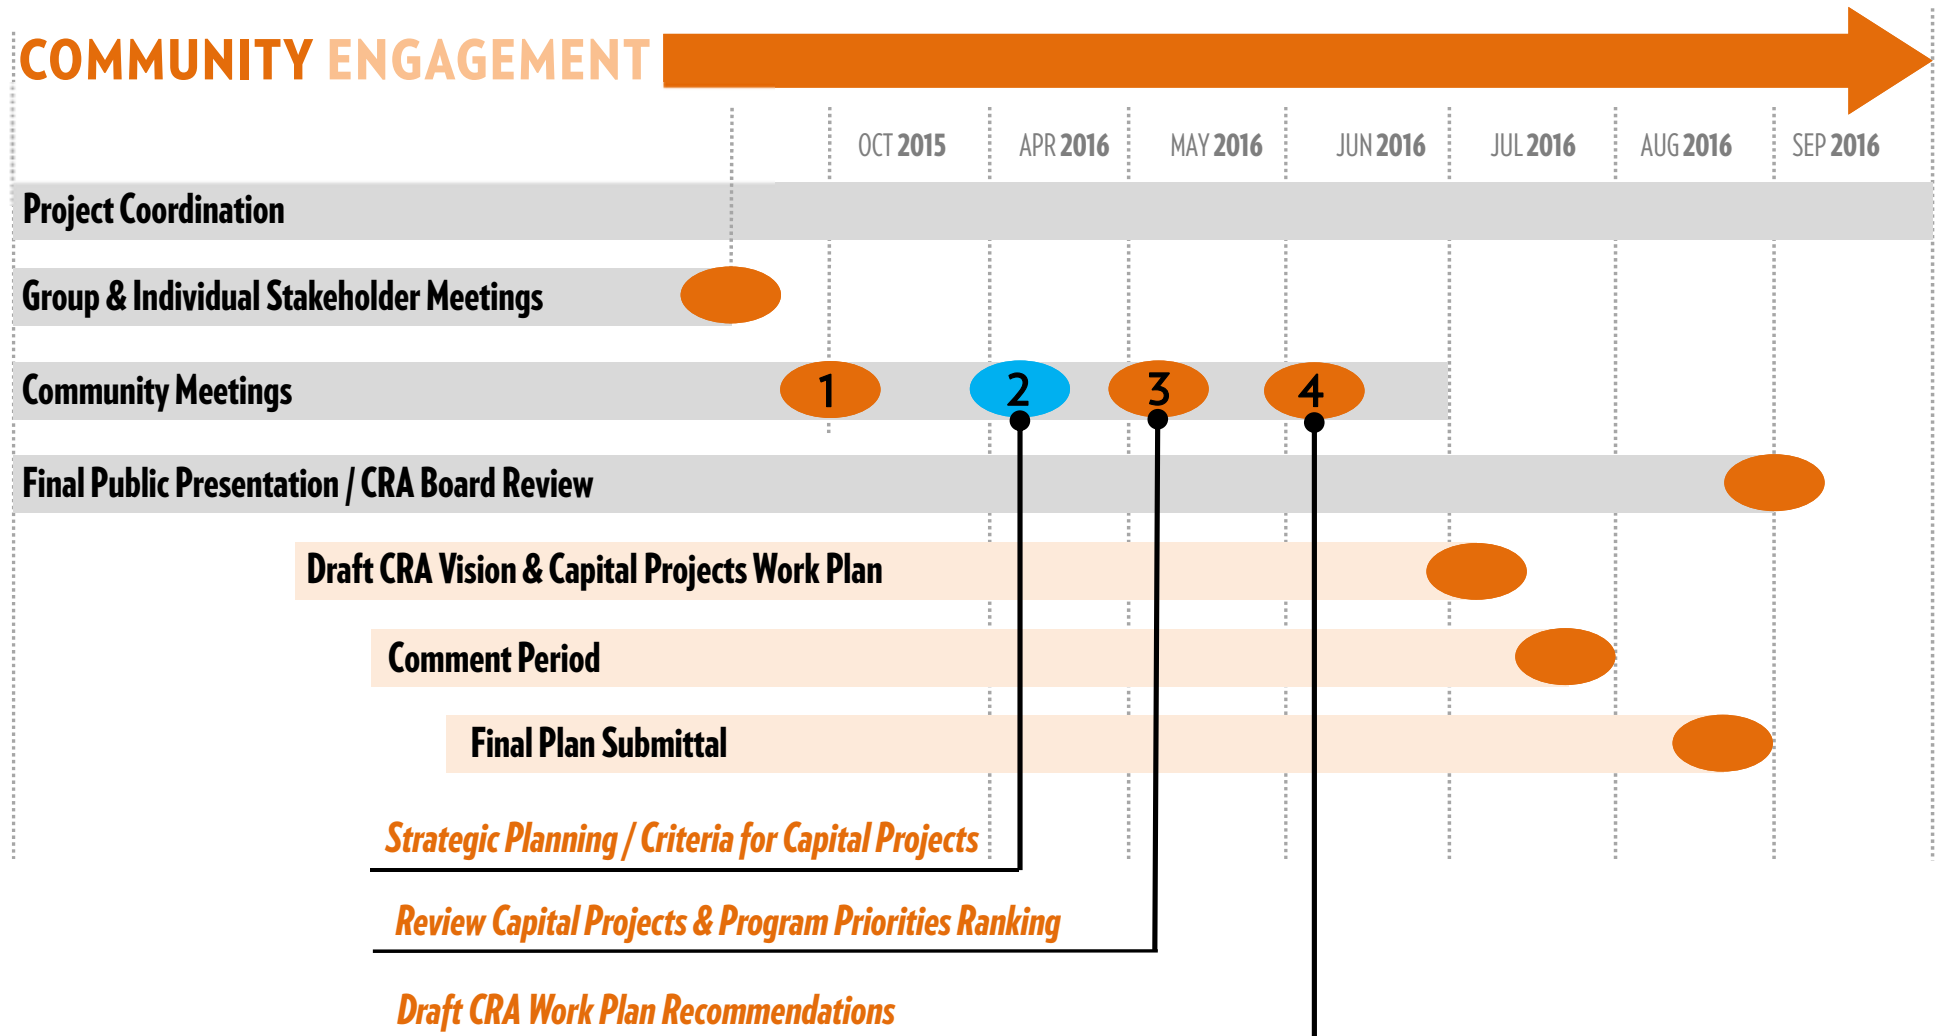 COMMUNITY ENGAGEMENT
OCT 2015 APR 2016 MAY 2016 JUN 2016 JUL 2016 AUG 2016 SEP 2016
Project Coordination
Group & Individual Stakeholder Meetings
Community Meetings 1 2 3 4
Final Public Presentation / CRA Board Review
Draft CRA Vision & Capital Projects Work Plan
Comment Period
Final Plan Submittal
Strategic Planning / Criteria for Capital Projects
Review Capital Projects & Program Priorities Ranking
Draft CRA Work Plan Recommendations